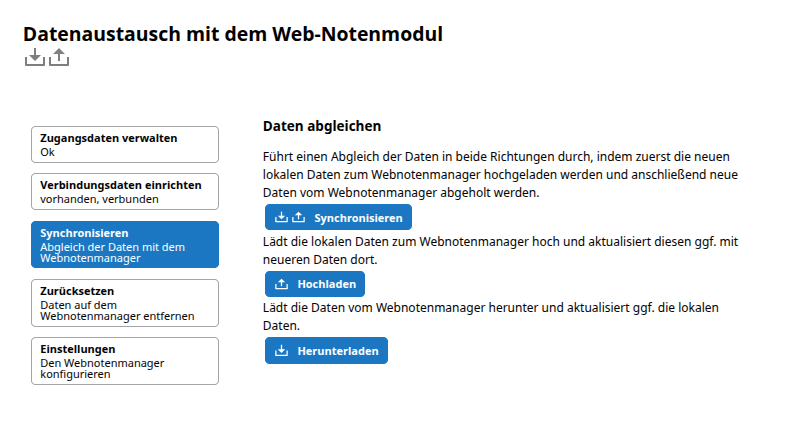 Datenaustausch mit dem Web-Notenmodul
Zugangsdaten verwalten
Ok
Verbindungsdaten einrichten
vorhanden, verbunden
Synchronisieren
Abgleich der Daten mit dem
Webnotenmanager
Zurücksetzen
Daten auf dem
Webnotenmanager entfernen
Einstellungen
Den Webnotenmanager
konfigurieren
Daten abgleichen
Führt einen Abgleich der Daten in beide Richtungen durch, indem zuerst die neuen
lokalen Daten zum Webnotenmanager hochgeladen werden und anschließend neue
Daten vom Webnotenmanager abgeholt werden.
Synchronisieren
Lädt die lokalen Daten zum Webnotenmanager hoch und aktualisiert diesen ggf. mit
neueren Daten dort.
Hochladen
Lädt die Daten vom Webnotenmanager herunter und aktualisiert ggf. die lokalen
Daten.
Herunterladen